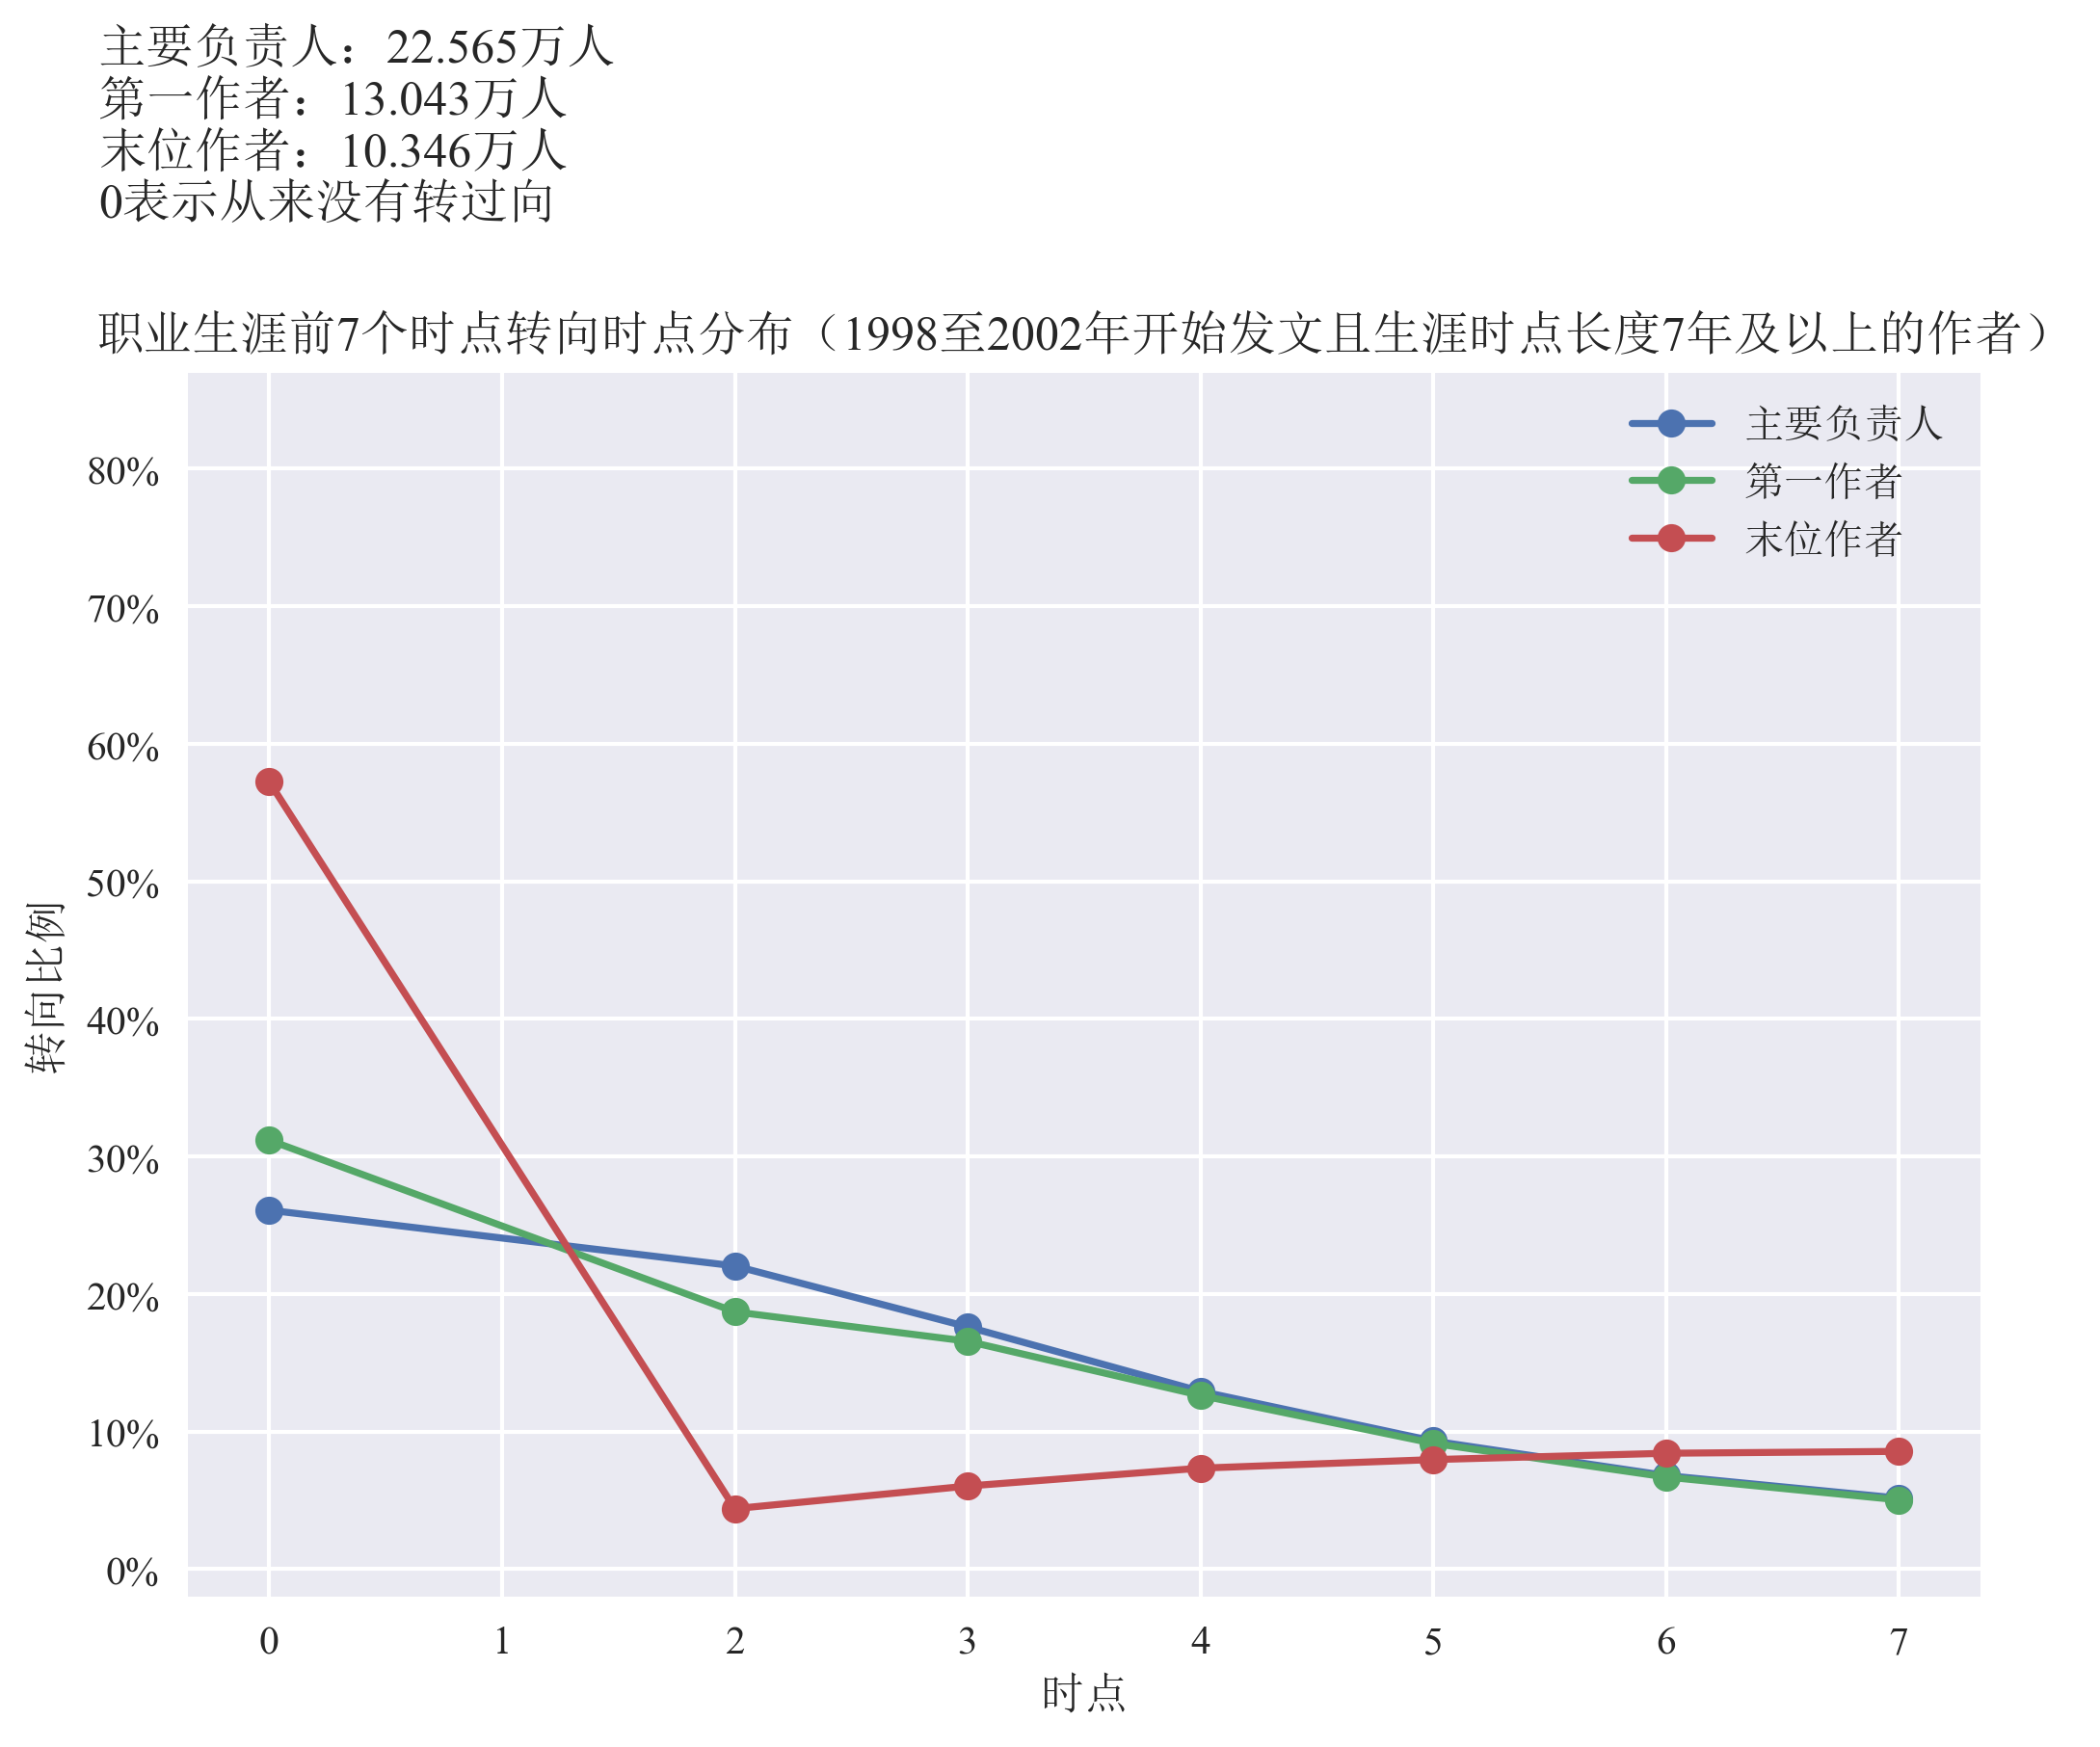 主要负责人：22.565万人
第一作者：13.043万人
末位作者：10.346万人
0表示从来没有转过向
职业生涯前7个时点转向时点分布（1998至2002年开始发文且生涯时点长度7年及以上的作者）
主要负责人
第一作者
末位作者
80%
70%
60%
50%
40%
30%
20%
10%
0%
转向比例
0 1 2 3 4 5 6 7
时点